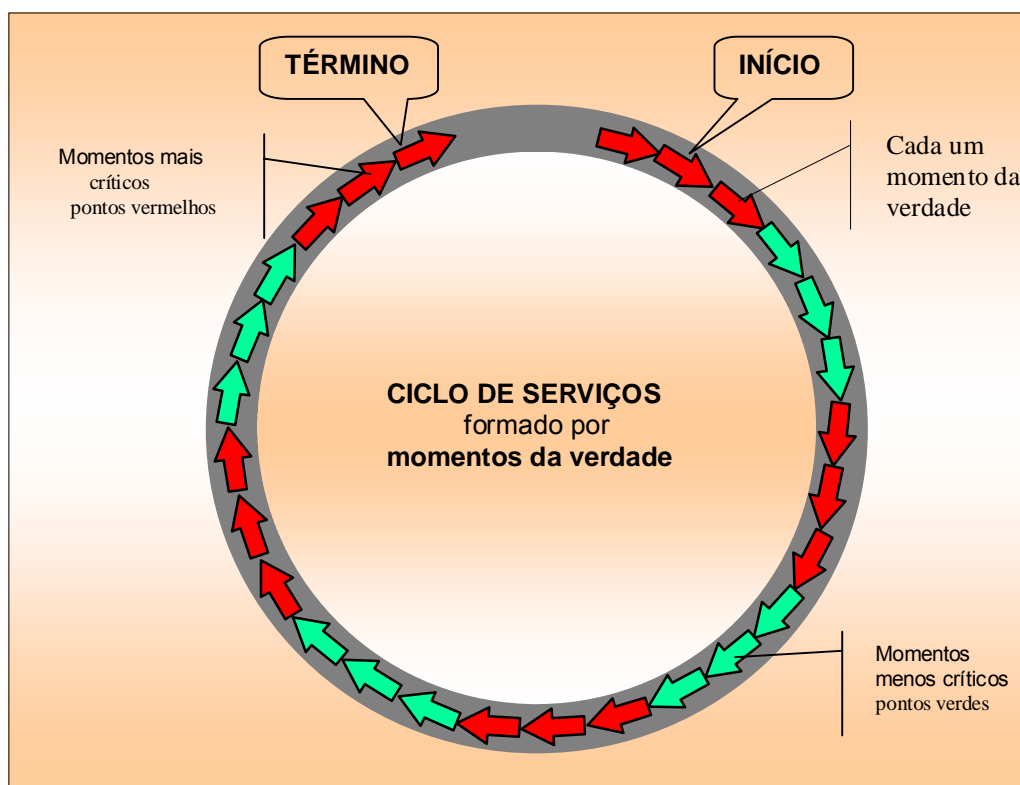 TÉRMINO
INÍCIO
Momentos mais
críticos
pontos vermelhos
Cada um
momento da
verdade
CICLO DE SERVIÇOS
formado por
momentos da verdade
Momentos
menos críticos
pontos verdes